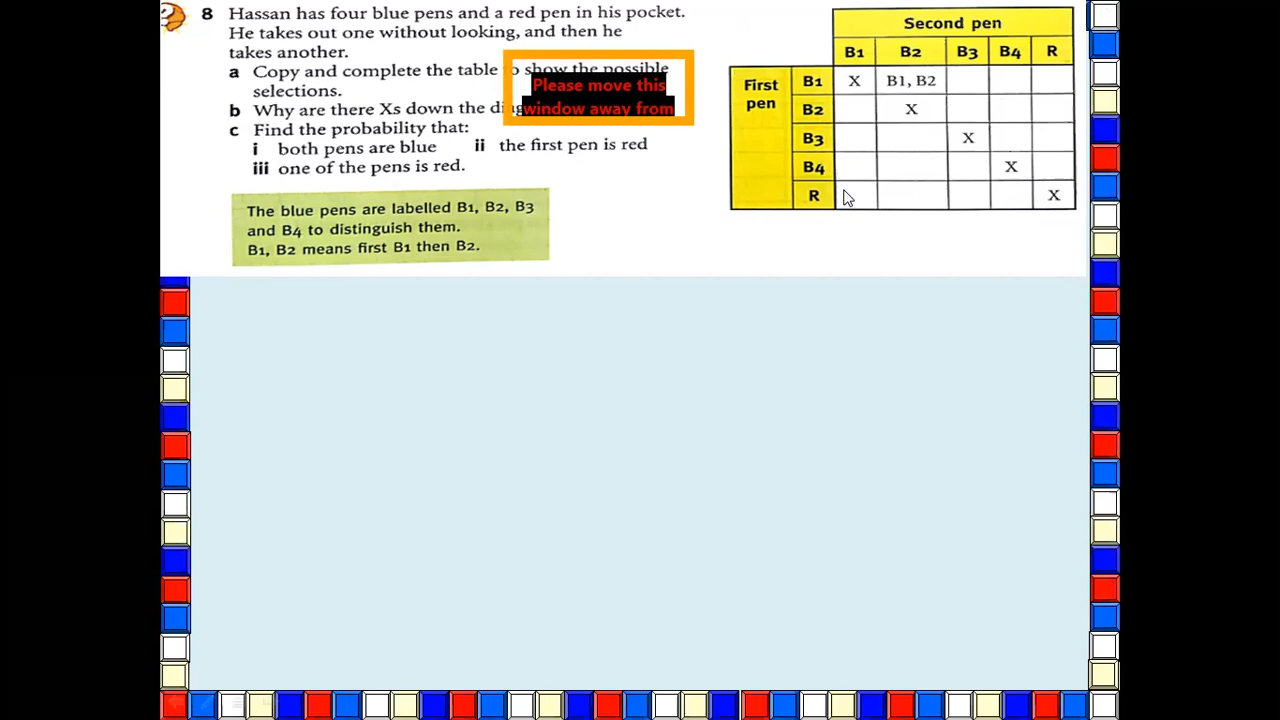 8 Hassan has four blue pens and a red pen in his pocket.
He takes out one without looking, and then he
takes another.
a Copy and complete the table to show the possible
selections.
b Why are there Xs down the
c Find the probability that:
i both pens are blue ii the first pen is red
iii one of the pens is red.
Please move this
window away from
The blue pens are labelled B1, B2, B3
and B4 to distinguish them.
B1, B2 means first B1 then B2.
Second pen
B1 B2 B3 B4 R
First pen
B1 X B1, B2
B2 X
B3 X
B4 X
R X